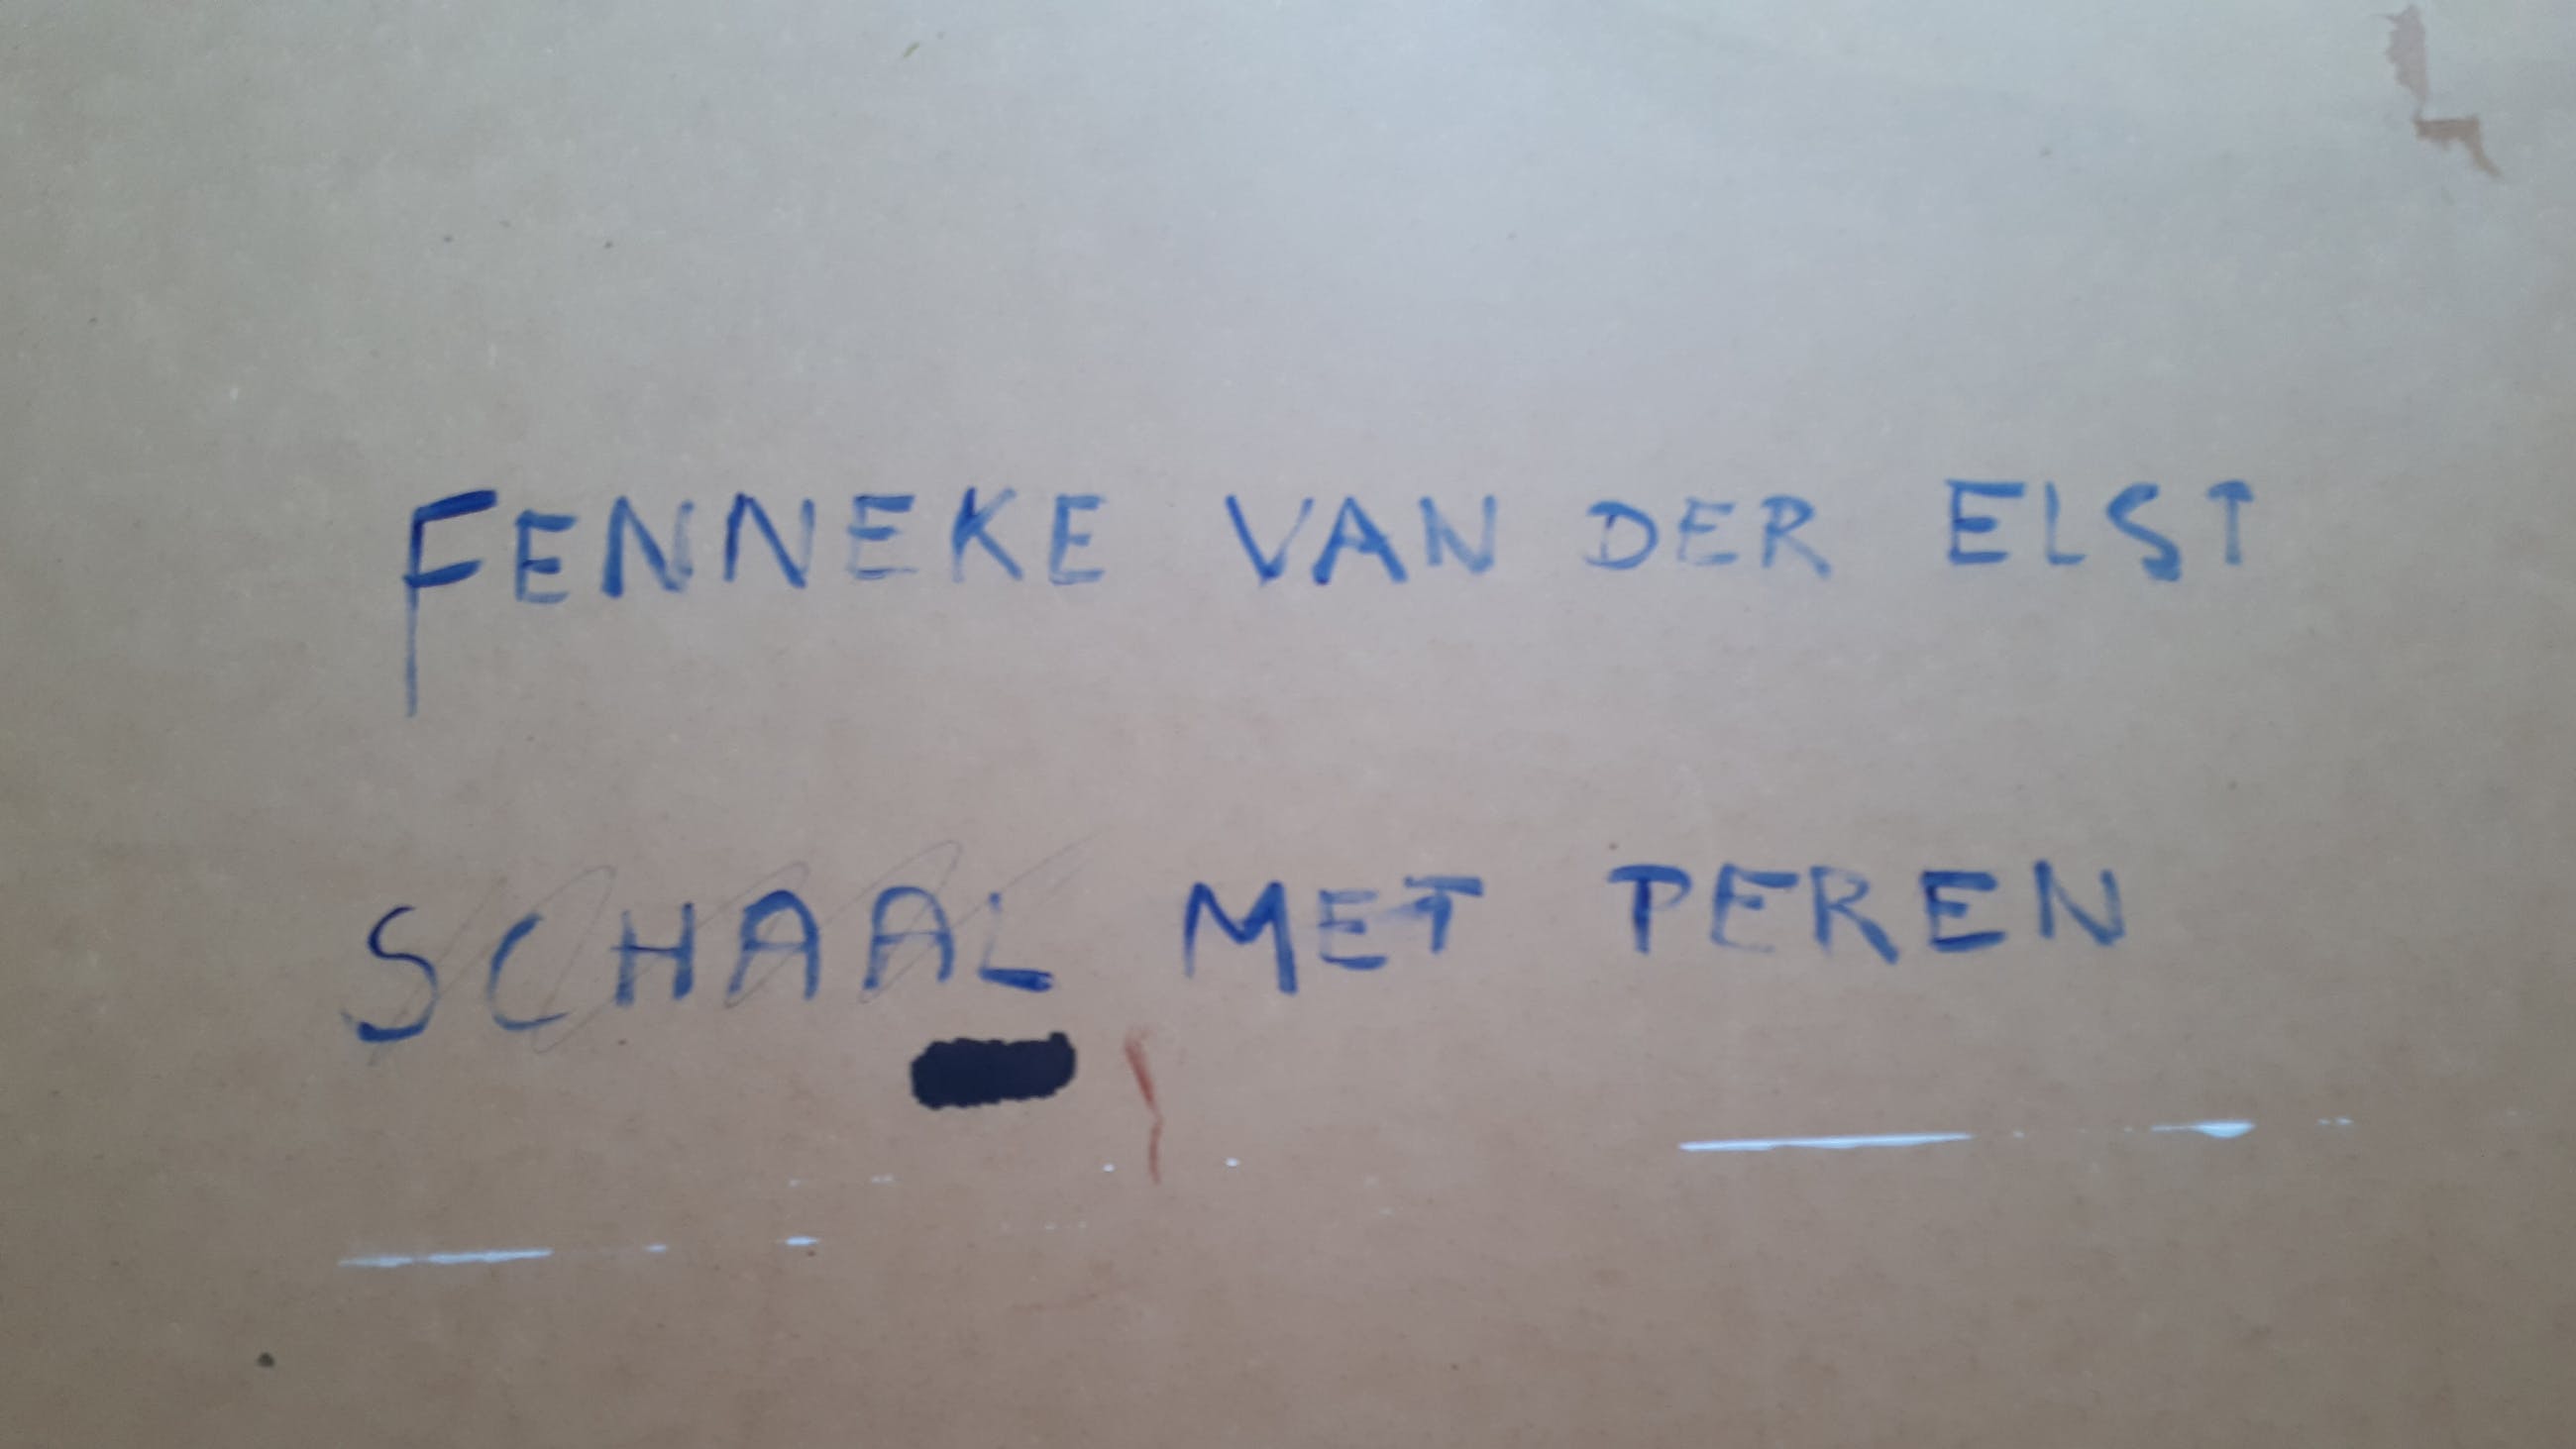 FENNEKE VAN DER ELST
SCHAAL MET PEREN